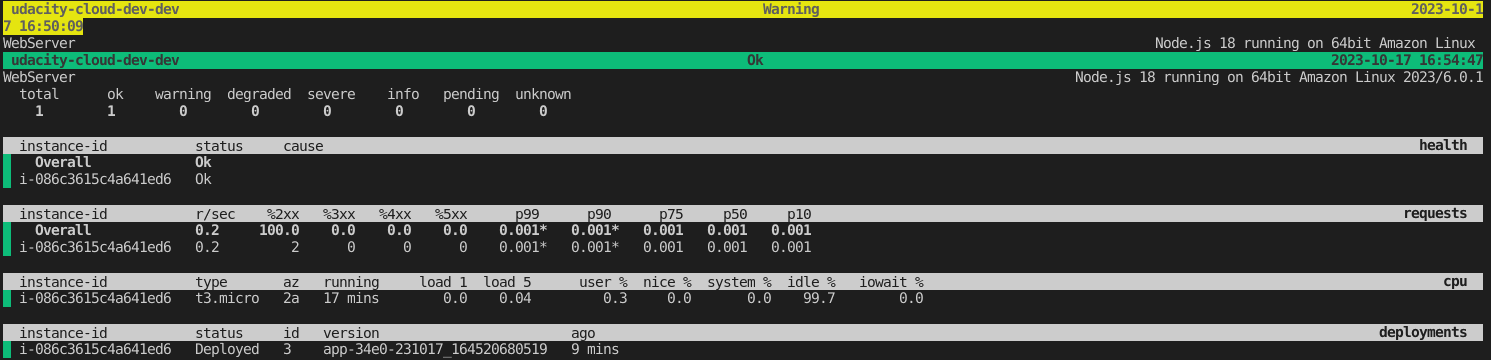 udacity-cloud-dev-dev Warning 2023-10-1
7 16:50:09
WebServer Node.js 18 running on 64bit Amazon Linux
udacity-cloud-dev-dev Ok 2023-10-17 16:54:47
WebServer Node.js 18 running on 64bit Amazon Linux 2023/6.0.1
total ok warning degraded severe info pending unknown
1 1 0 0 0 0 0 0
instance-id status cause health
Overall Ok
i-086c3615c4a641ed6 Ok
instance-id r/sec %2xx %3xx %4xx %5xx p99 p90 p75 p50 p10 requests
Overall 0.2 100.0 0.0 0.0 0.0 0.001* 0.001* 0.001 0.001 0.001
i-086c3615c4a641ed6 0.2 2 0 0 0 0.001* 0.001* 0.001 0.001 0.001
instance-id type az running load 1 load 5 user % nice % system % idle % iowait % cpu
i-086c3615c4a641ed6 t3.micro 2a 17 mins 0.0 0.04 0.3 0.0 0.0 99.7 0.0
instance-id status id version ago deployments
i-086c3615c4a641ed6 Deployed 3 app-34e0-231017_164520680519 9 mins